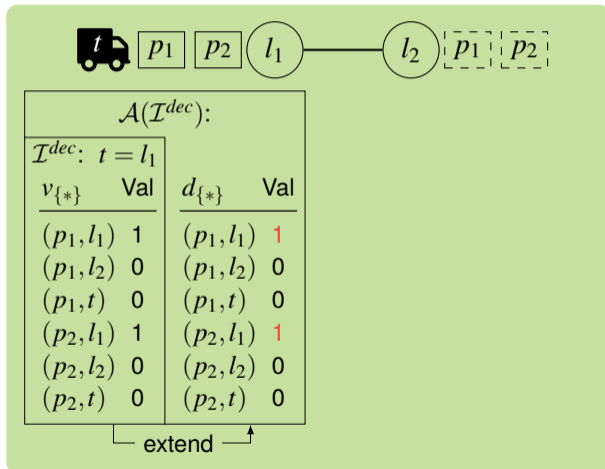 t p₁ p₂ l₁ l₂ p₁ p₂
𝒜(ℐᵈᵉᶜ):
ℐᵈᵉᶜ: t = l₁
v{∗} Val d{∗} Val
(p₁, l₁) 1 (p₁, l₁) 1
(p₁, l₂) 0 (p₁, l₂) 0
(p₁, t) 0 (p₁, t) 0
(p₂, l₁) 1 (p₂, l₁) 1
(p₂, l₂) 0 (p₂, l₂) 0
(p₂, t) 0 (p₂, t) 0
extend